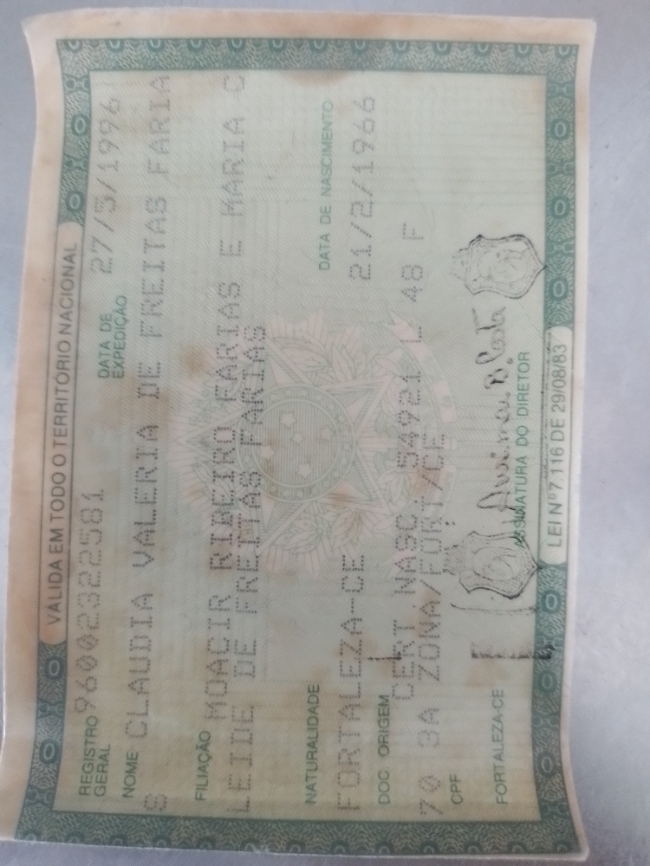 VÁLIDA EM TODO O TERRITÓRIO NACIONAL
REGISTRO GERAL 96002322581 DATA DE EXPEDIÇÃO 27/5/1996
NOME CLAUDIA VALERIA DE FREITAS FARIA
S
FILIAÇÃO MOACIR RIBEIRO FARIAS E MARIA C
LEIDE DE FREITAS FARIAS
NATURALIDADE DATA DE NASCIMENTO
FORTALEZA-CE 21/2/1966
DOC ORIGEM CERT NASC. 54921 L 48 F
70 3A ZONA/FORT/CE
CPF
FORTALEZA-CE
ASSINATURA DO DIRETOR
LEI Nº 7.116 DE 29/08/83